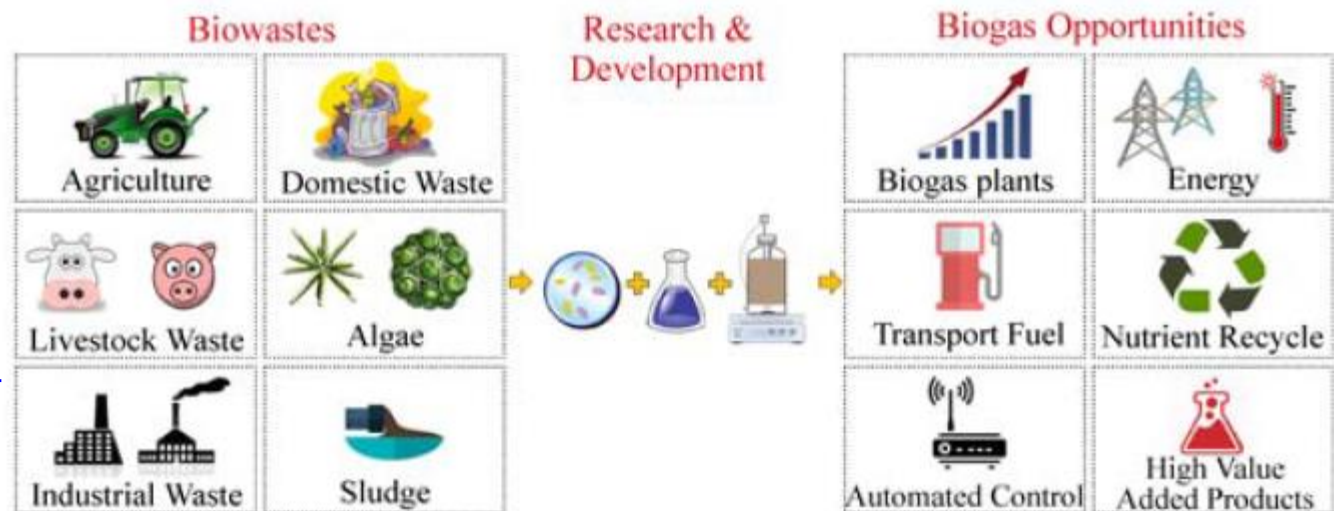 Biowastes
Research &
Development
Biogas Opportunities
Agriculture
Domestic Waste
Livestock Waste
Algae
Industrial Waste
Sludge
Biogas plants
Energy
Transport Fuel
Nutrient Recycle
Automated Control
High Value
Added Products